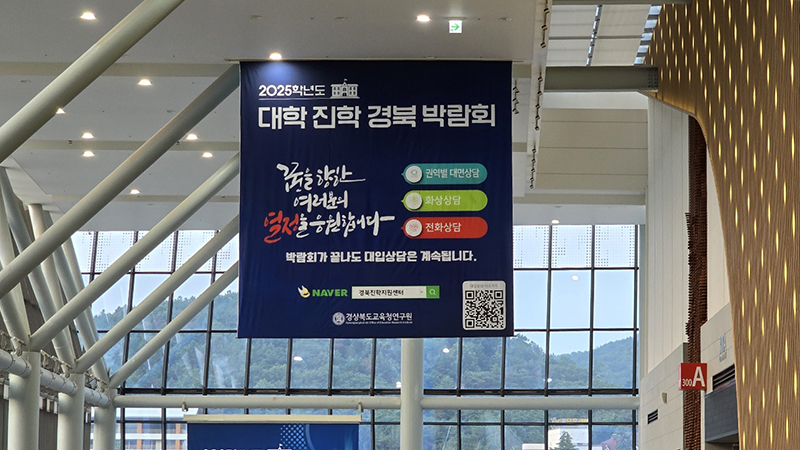 2025학년도
대학 진학 경북 박람회
꿈을 향한
여러분의
열정을 응원합니다
권역별 대면상담
화상상담
전화상담
박람회가 끝나도 대입상담은 계속됩니다.
NAVER 경북진학지원센터
경상북도교육청연구원
300 A